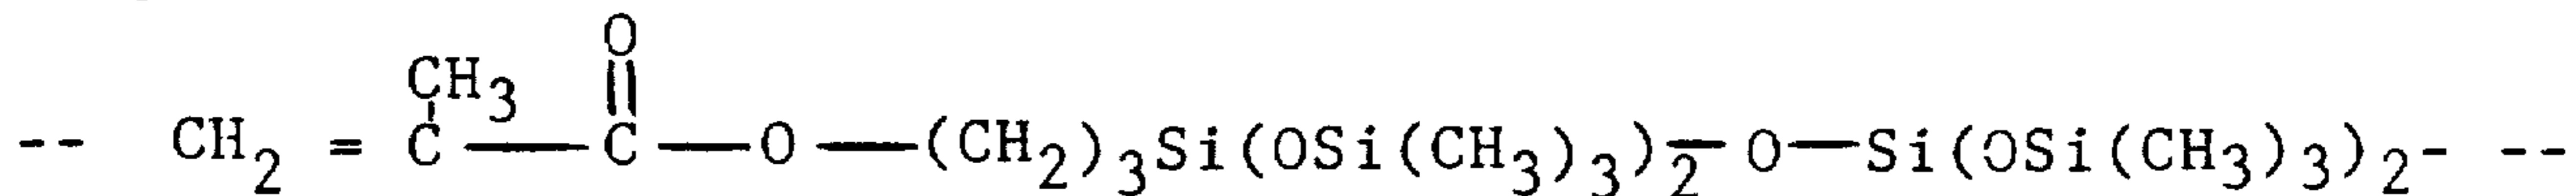 O
CH3
-- CH2 = C — C — O — (CH2)3Si(OSi(CH3)3)2— O — Si(OSi(CH3)3)2- --